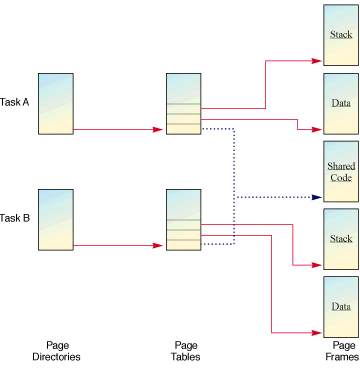 Stack
Task A
Data
Shared
Code
Task B
Stack
Data
Page
Directories
Page
Tables
Page
Frames